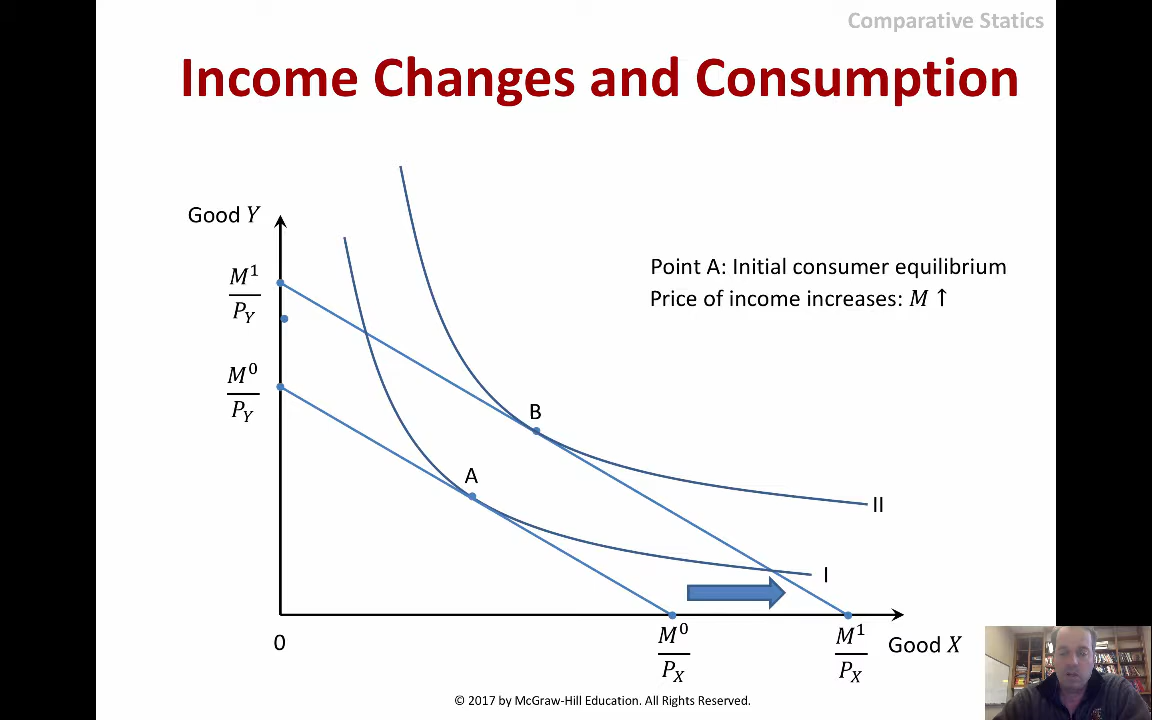 Comparative Statics
Income Changes and Consumption
Good Y
M¹
P_Y
M⁰
P_Y
Point A: Initial consumer equilibrium
Price of income increases: M ↑
B
A
II
I
0
M⁰
P_X
M¹
P_X
Good X
© 2017 by McGraw-Hill Education. All Rights Reserved.